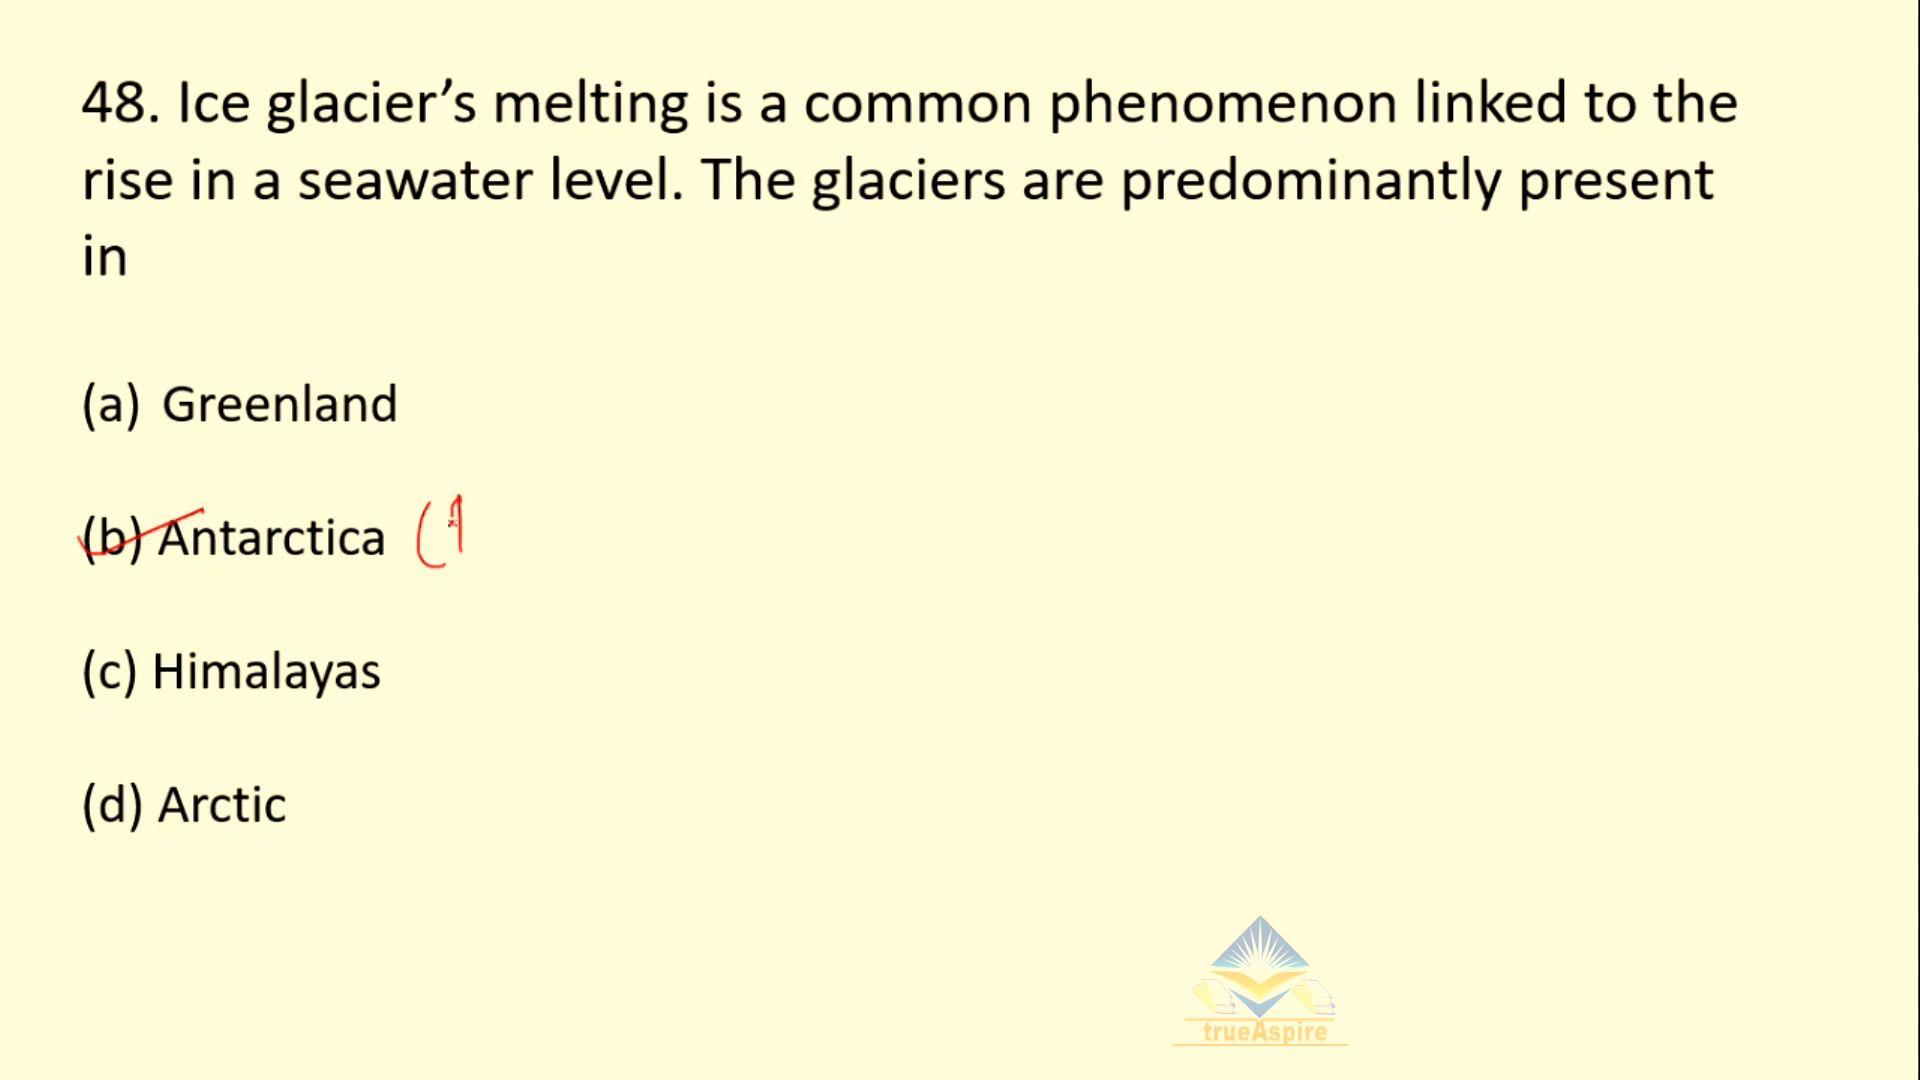 48. Ice glacier’s melting is a common phenomenon linked to the
rise in a seawater level. The glaciers are predominantly present
in
(a) Greenland
(b) Antarctica
(c) Himalayas
(d) Arctic
trueAspire